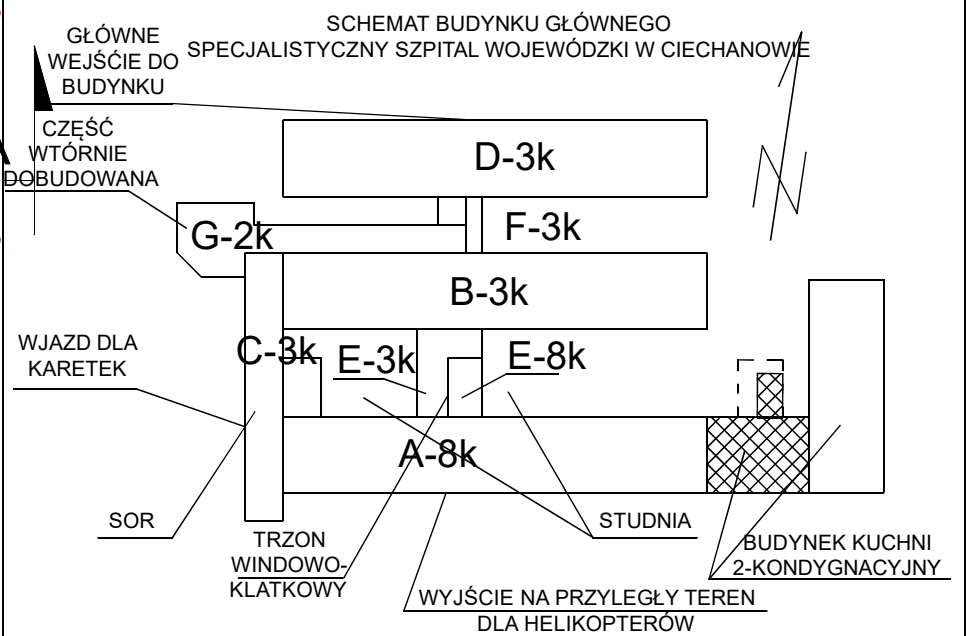 SCHEMAT BUDYNKU GŁÓWNEGO
SPECJALISTYCZNY SZPITAL WOJEWÓDZKI W CIECHANOWIE
GŁÓWNE
WEJŚĆIE DO
BUDYNKU
CZĘŚĆ
WTÓRNIE
DOBUDOWANA
D-3k
F-3k
G-2k
B-3k
WJAZD DLA
KARETEK
C-3k
E-3k
E-8k
A-8k
SOR
TRZON
WINDOWO-
KLATKOWY
STUDNIA
BUDYNEK KUCHNI
2-KONDYGNACYJNY
WYJŚCIE NA PRZYLEGŁY TEREN
DLA HELIKOPTERÓW